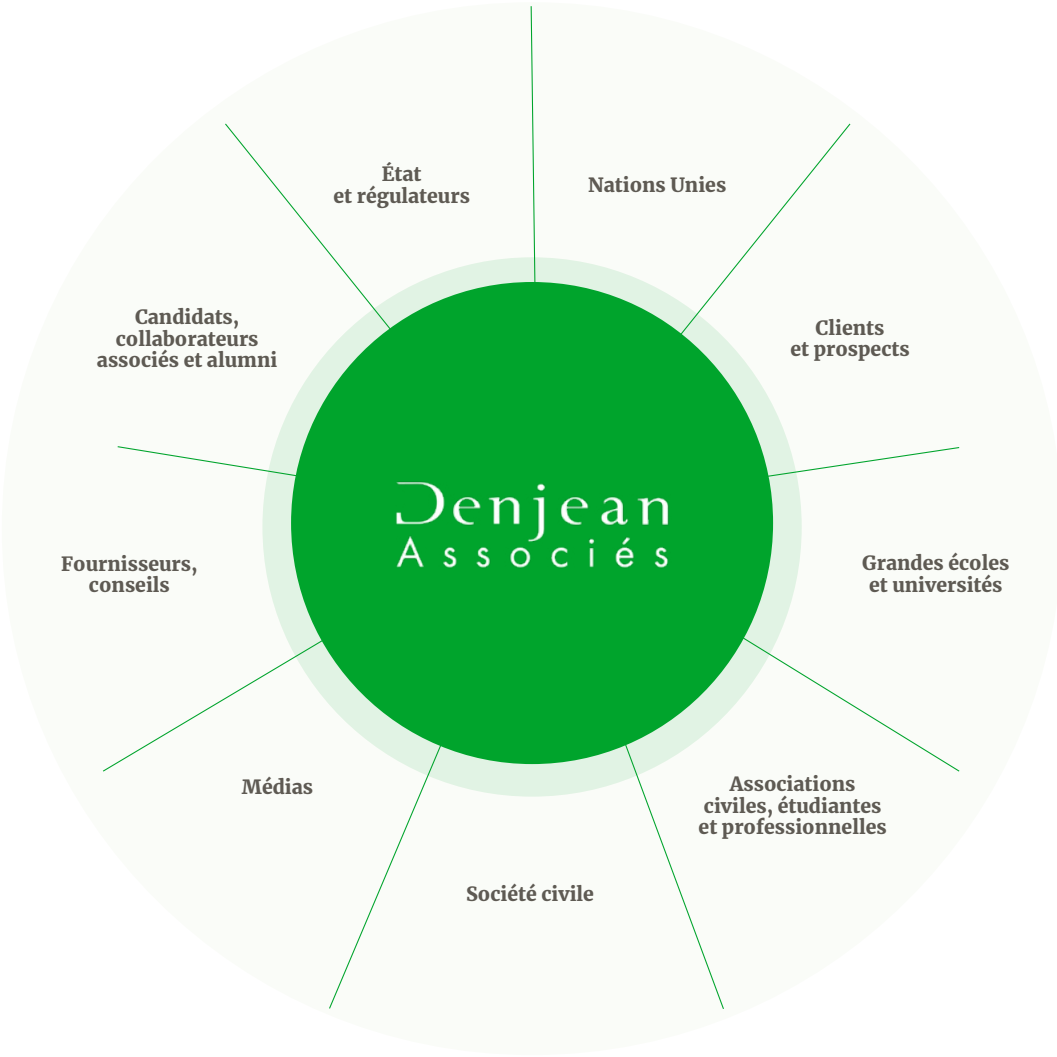 État
et régulateurs
Nations Unies
Candidats,
collaborateurs
associés et alumni
Clients
et prospects
Denjean
Associés
Fournisseurs,
conseils
Grandes écoles
et universités
Médias
Associations
civiles, étudiantes
et professionnelles
Société civile